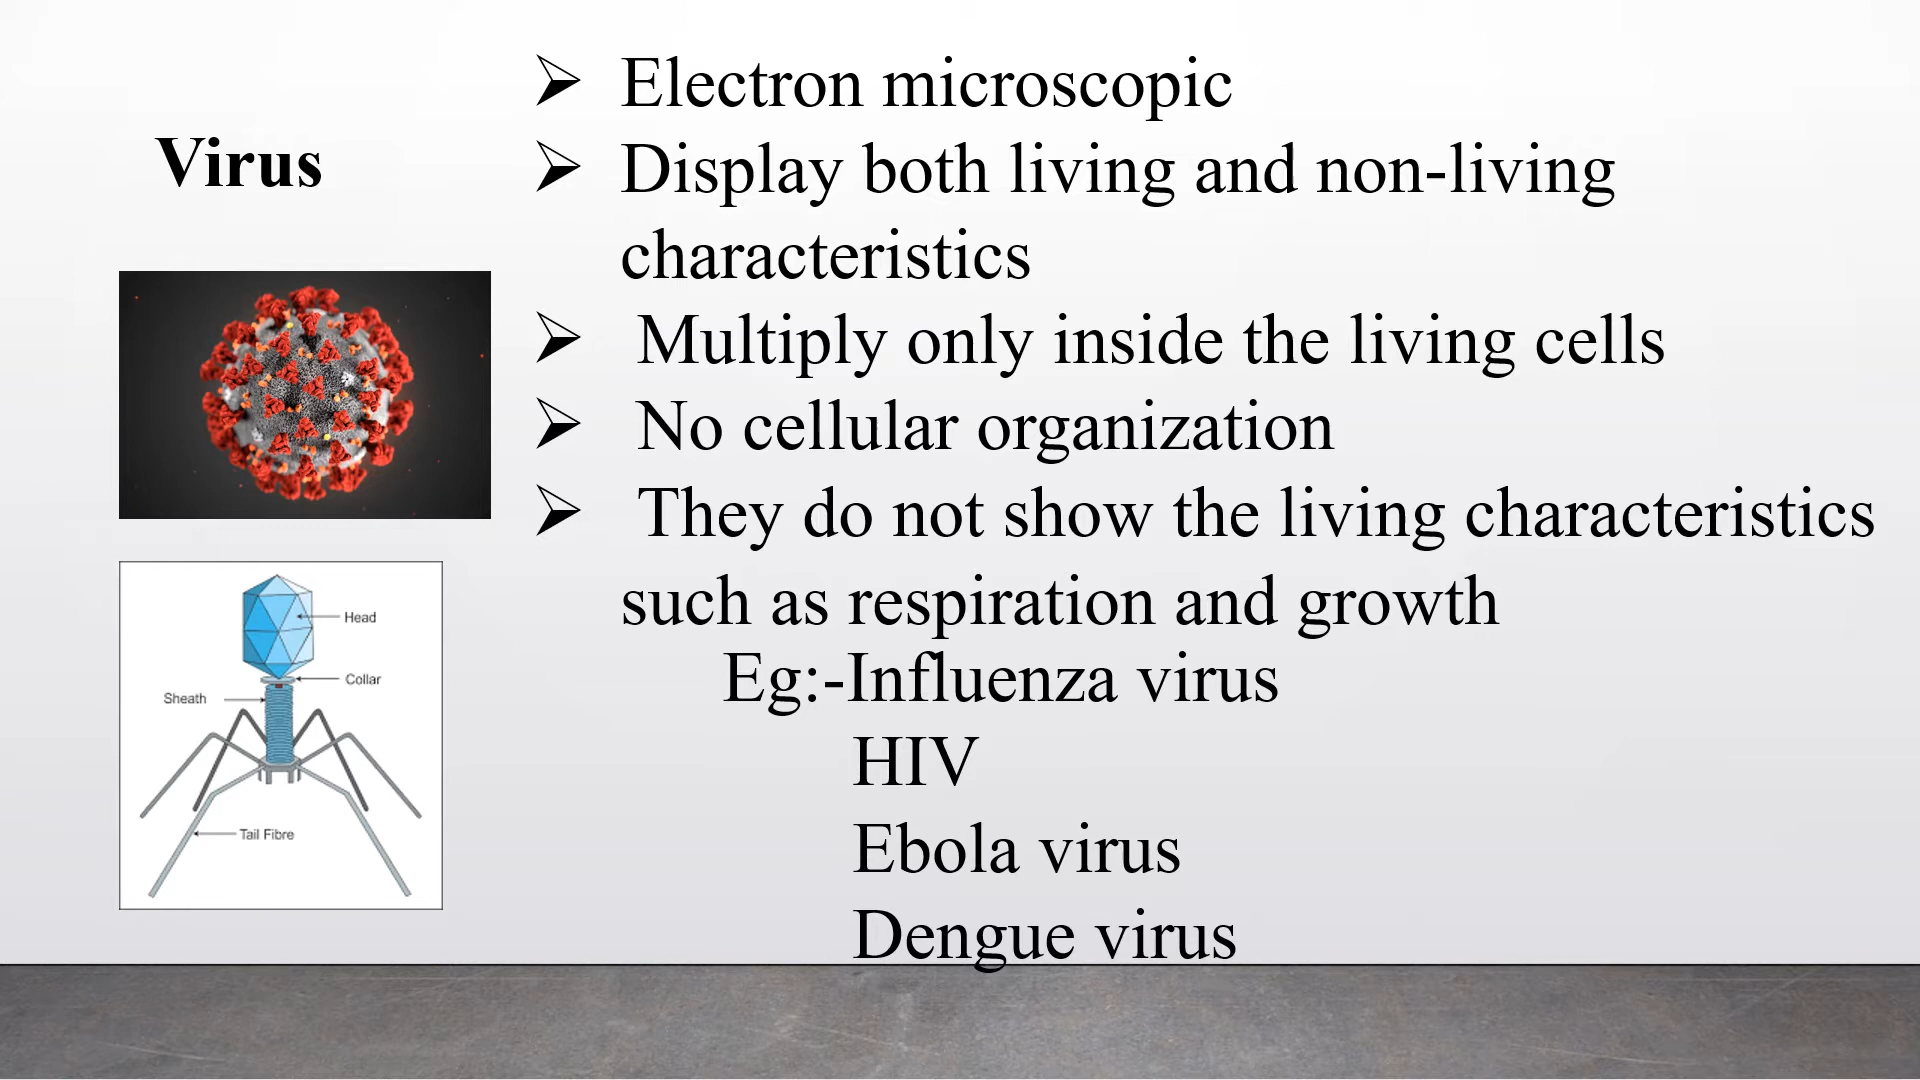 Virus
➢ Electron microscopic
➢ Display both living and non-living
characteristics
➢ Multiply only inside the living cells
➢ No cellular organization
➢ They do not show the living characteristics
such as respiration and growth
Eg:-Influenza virus
HIV
Ebola virus
Dengue virus
Head
Collar
Sheath
Tail Fibre